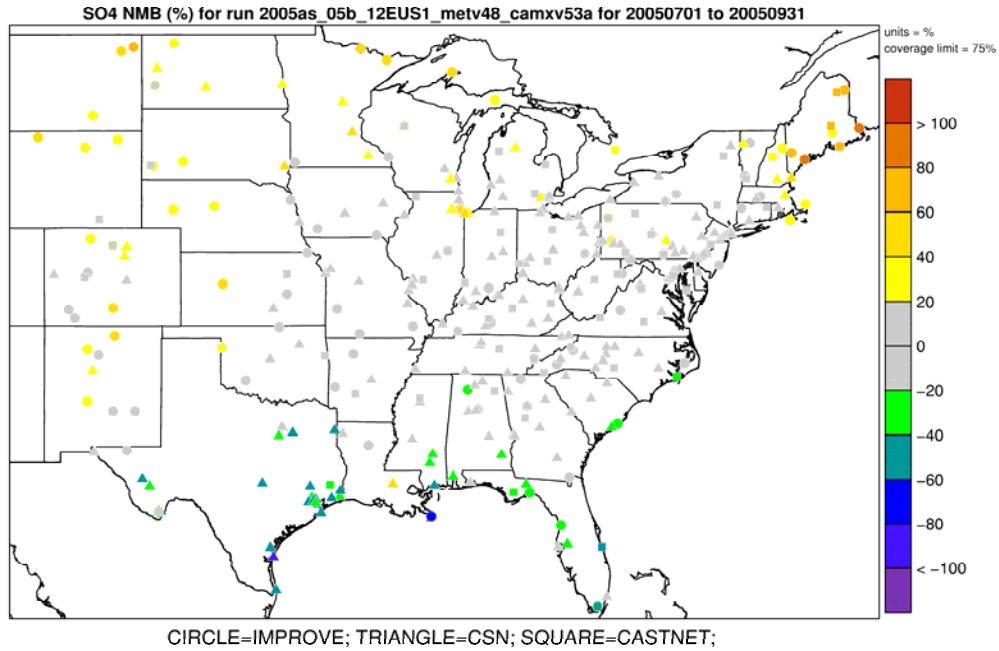 SO4 NMB (%) for run 2005as_05b_12EUS1_metv48_camxv53a for 20050701 to 20050931
units = %
coverage limit = 75%
> 100
80
60
40
20
0
−20
−40
−60
−80
< −100
CIRCLE=IMPROVE; TRIANGLE=CSN; SQUARE=CASTNET;